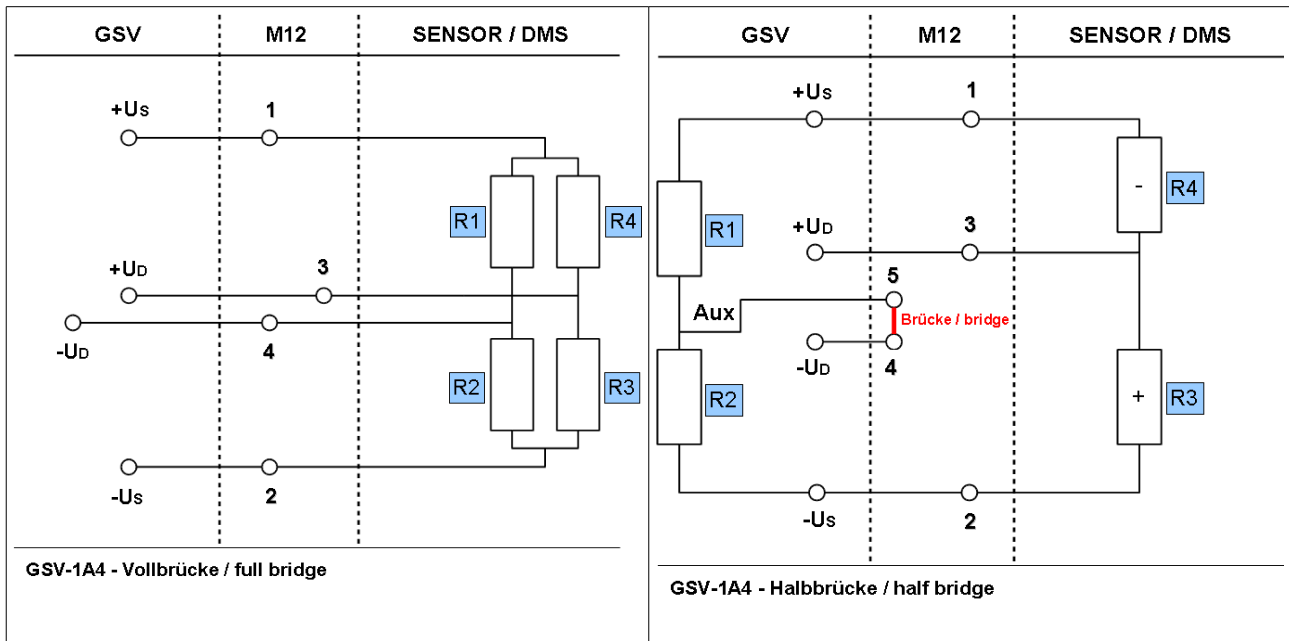 GSV M12 SENSOR / DMS
+US
1
R1
R4
+UD
3
-UD
4
R2
R3
-US
2
GSV-1A4 - Vollbrücke / full bridge
GSV M12 SENSOR / DMS
+US
1
-
R4
R1
+UD
3
5
Aux
Brücke / bridge
-UD
4
R2
+
R3
-US
2
GSV-1A4 - Halbbrücke / half bridge